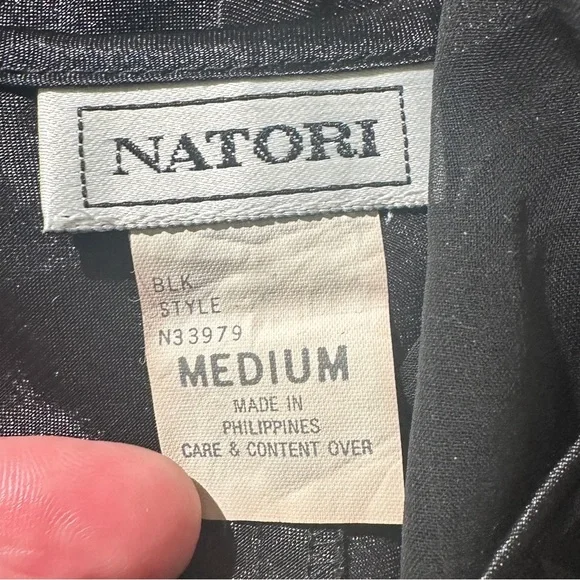 NATORI
BLK
STYLE
N33979
MEDIUM
MADE IN
PHILIPPINES
CARE & CONTENT OVER